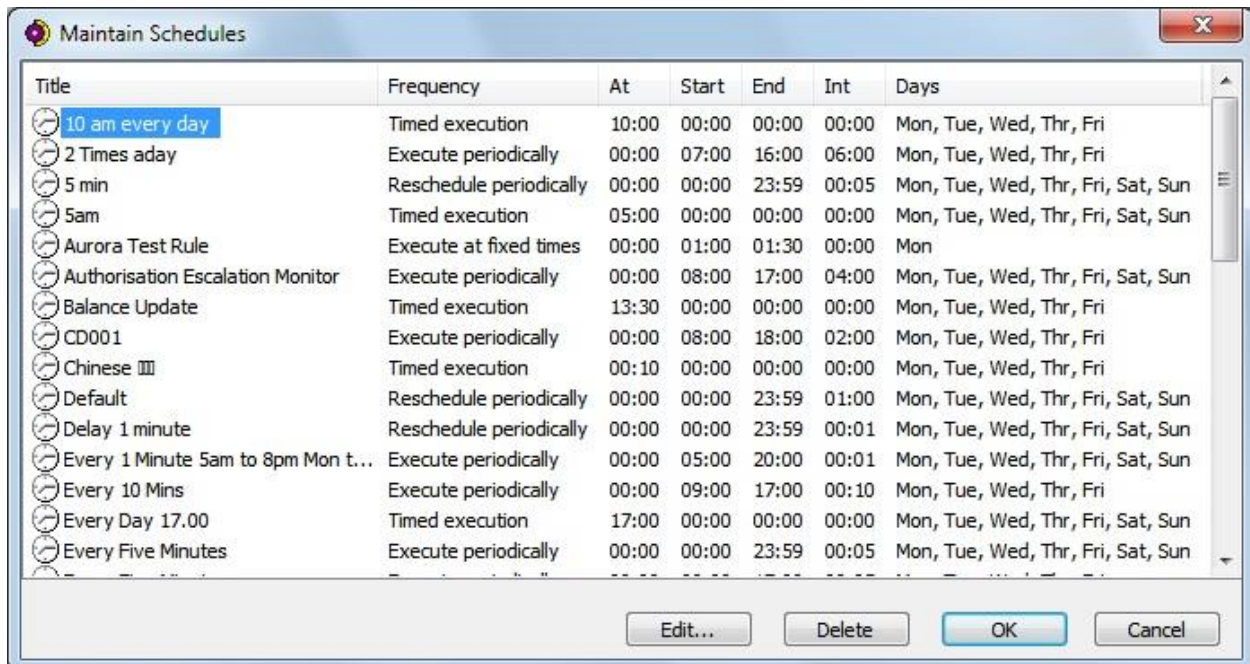 Maintain Schedules
Title Frequency At Start End Int Days
10 am every day Timed execution 10:00 00:00 00:00 00:00 Mon, Tue, Wed, Thr, Fri
2 Times aday Execute periodically 00:00 07:00 16:00 06:00 Mon, Tue, Wed, Thr, Fri
5 min Reschedule periodically 00:00 00:00 23:59 00:05 Mon, Tue, Wed, Thr, Fri, Sat, Sun
5am Timed execution 05:00 00:00 00:00 00:00 Mon, Tue, Wed, Thr, Fri, Sat, Sun
Aurora Test Rule Execute at fixed times 00:00 01:00 01:30 00:00 Mon
Authorisation Escalation Monitor Execute periodically 00:00 08:00 17:00 04:00 Mon, Tue, Wed, Thr, Fri, Sat, Sun
Balance Update Timed execution 13:30 00:00 00:00 00:00 Mon, Tue, Wed, Thr, Fri
CD001 Execute periodically 00:00 08:00 18:00 02:00 Mon, Tue, Wed, Thr, Fri
Chinese Timed execution 00:10 00:00 00:00 00:00 Mon, Tue, Wed, Thr, Fri
Default Reschedule periodically 00:00 00:00 23:59 01:00 Mon, Tue, Wed, Thr, Fri, Sat, Sun
Delay 1 minute Reschedule periodically 00:00 00:00 23:59 00:01 Mon, Tue, Wed, Thr, Fri, Sat, Sun
Every 1 Minute 5am to 8pm Mon t... Execute periodically 00:00 05:00 20:00 00:01 Mon, Tue, Wed, Thr, Fri, Sat, Sun
Every 10 Mins Execute periodically 00:00 09:00 17:00 00:10 Mon, Tue, Wed, Thr, Fri
Every Day 17.00 Timed execution 17:00 00:00 00:00 00:00 Mon, Tue, Wed, Thr, Fri, Sat, Sun
Every Five Minutes Execute periodically 00:00 00:00 23:59 00:05 Mon, Tue, Wed, Thr, Fri, Sat, Sun
Edit... Delete OK Cancel